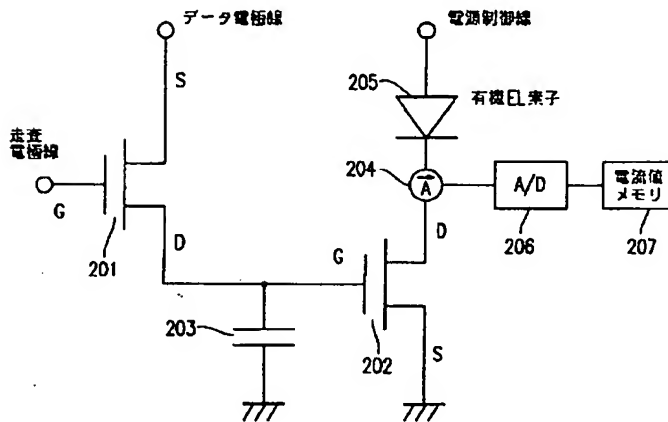 データ電極線
電源制御線
S
205
有機EL素子
走査
電極線
204
A
A/D
電流値
メモリ
G
201
D
G
D
206
207
203
202
S